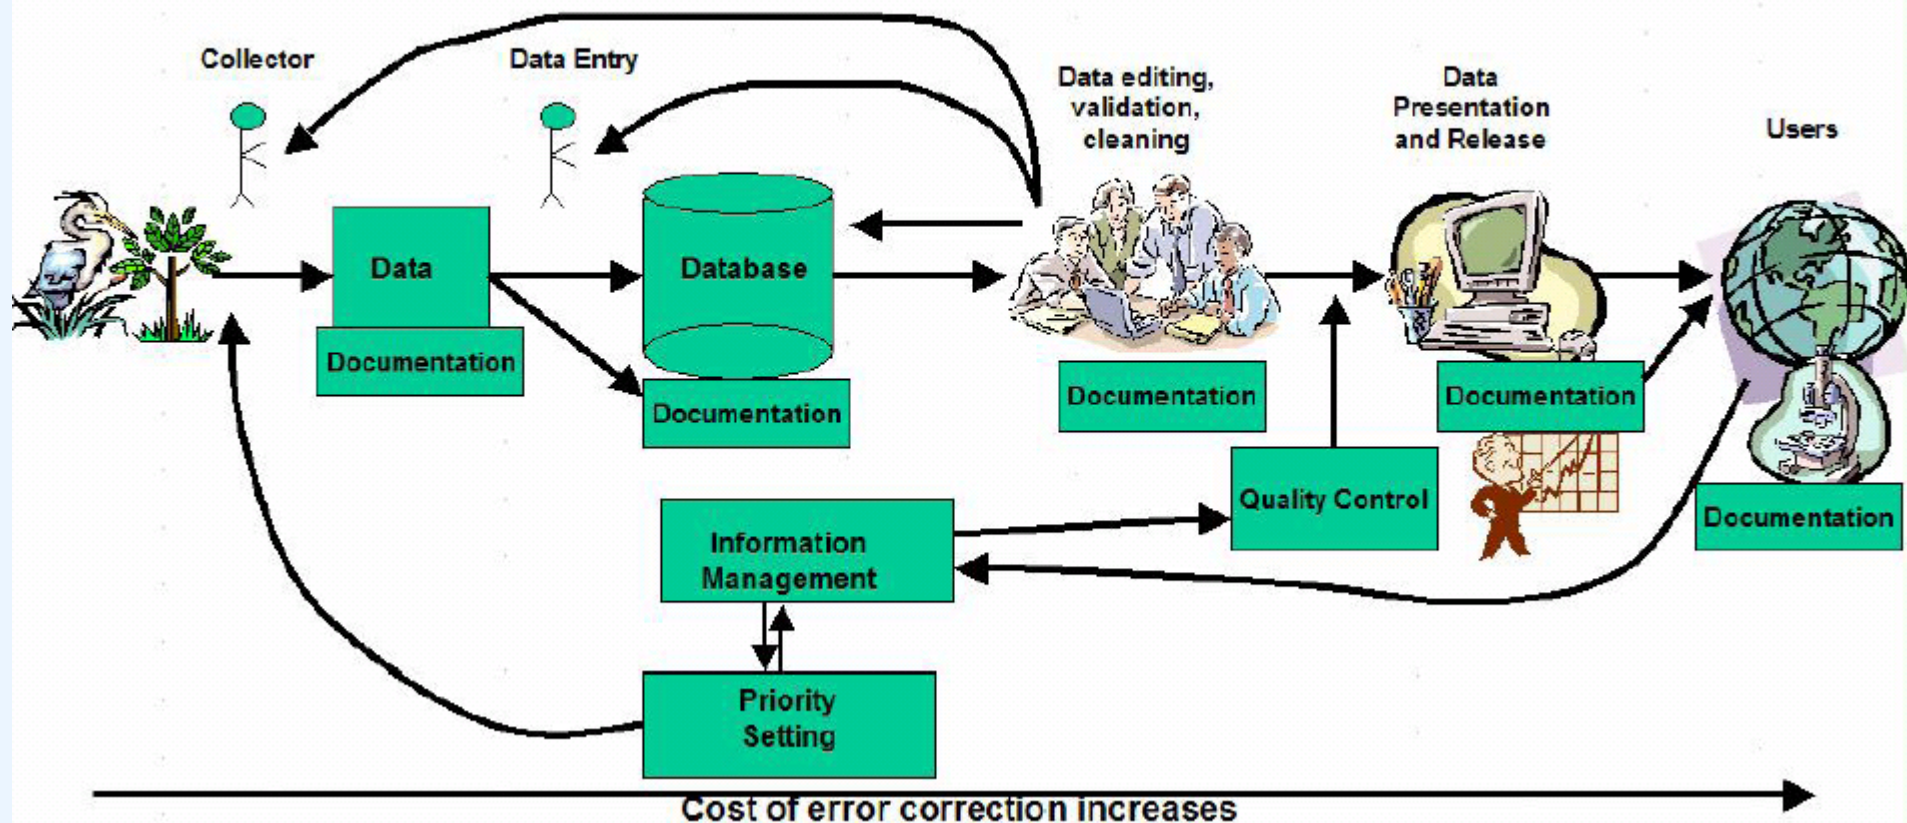 Collector
Data Entry
Data editing,
validation,
cleaning
Data
Presentation
and Release
Users
Data
Database
Documentation
Documentation
Documentation
Documentation
Documentation
Quality Control
Information
Management
Priority
Setting
Cost of error correction increases